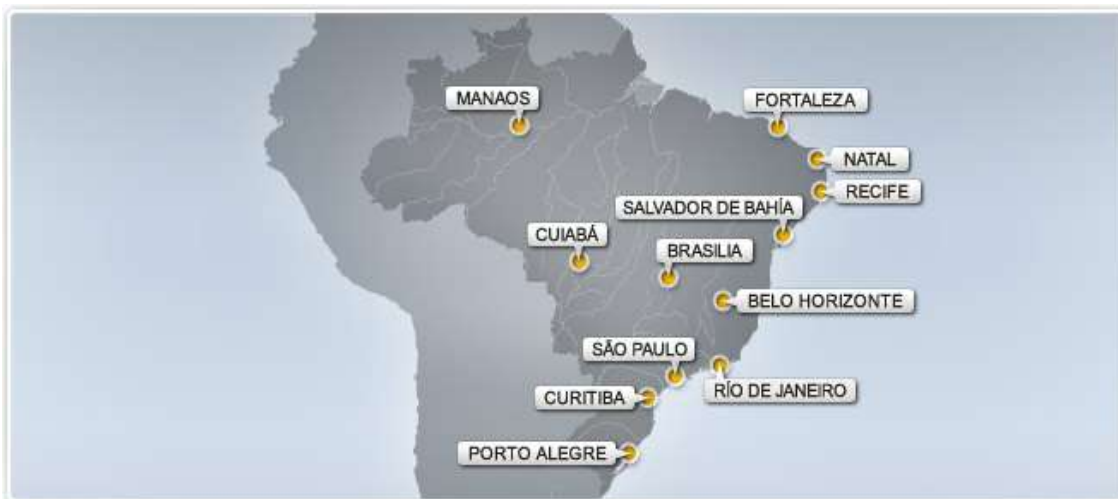 MANAOS
FORTALEZA
NATAL
RECIFE
SALVADOR DE BAHÍA
CUIABÁ
BRASILIA
BELO HORIZONTE
SÃO PAULO
RÍO DE JANEIRO
CURITIBA
PORTO ALEGRE